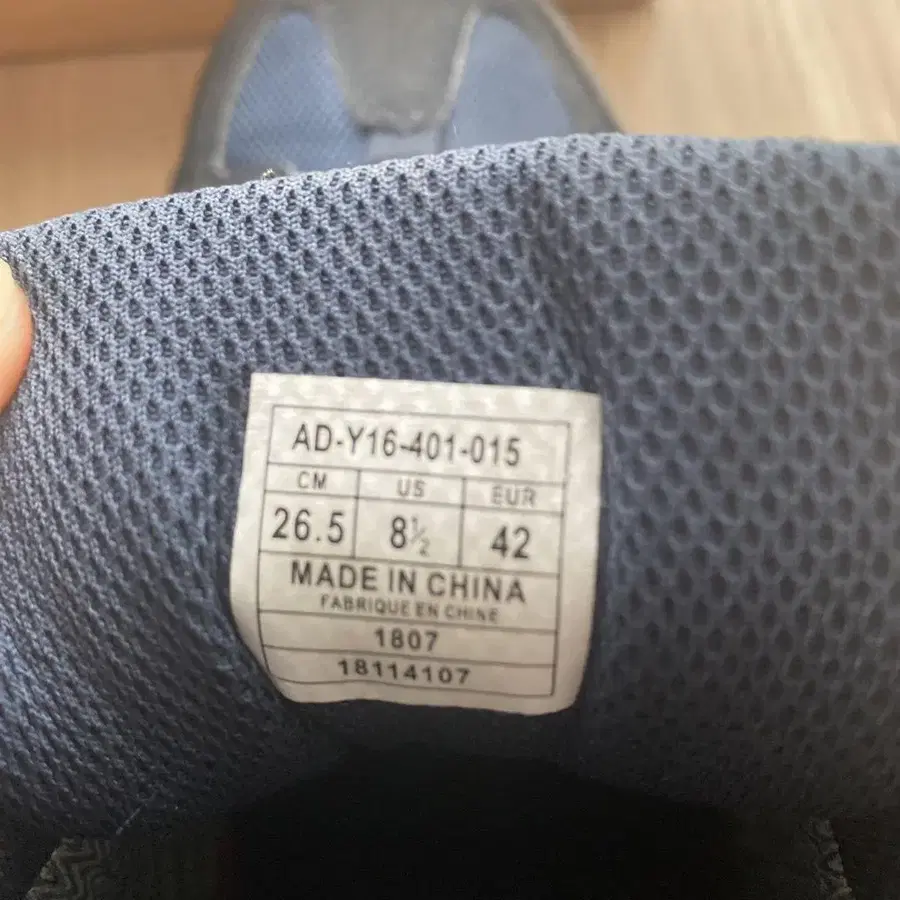 AD-Y16-401-015
CM US EUR
26.5 8½ 42
MADE IN CHINA
FABRIQUE EN CHINE
1807
18114107